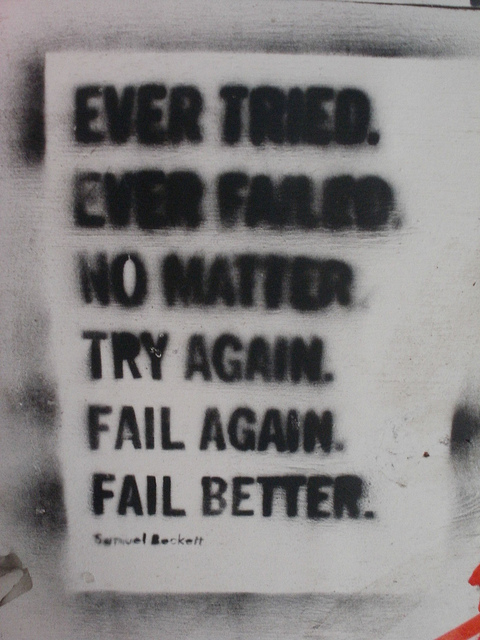 EVER TRIED.
EVER FAILED.
NO MATTER
TRY AGAIN.
FAIL AGAIN.
FAIL BETTER.
Samuel Beckett